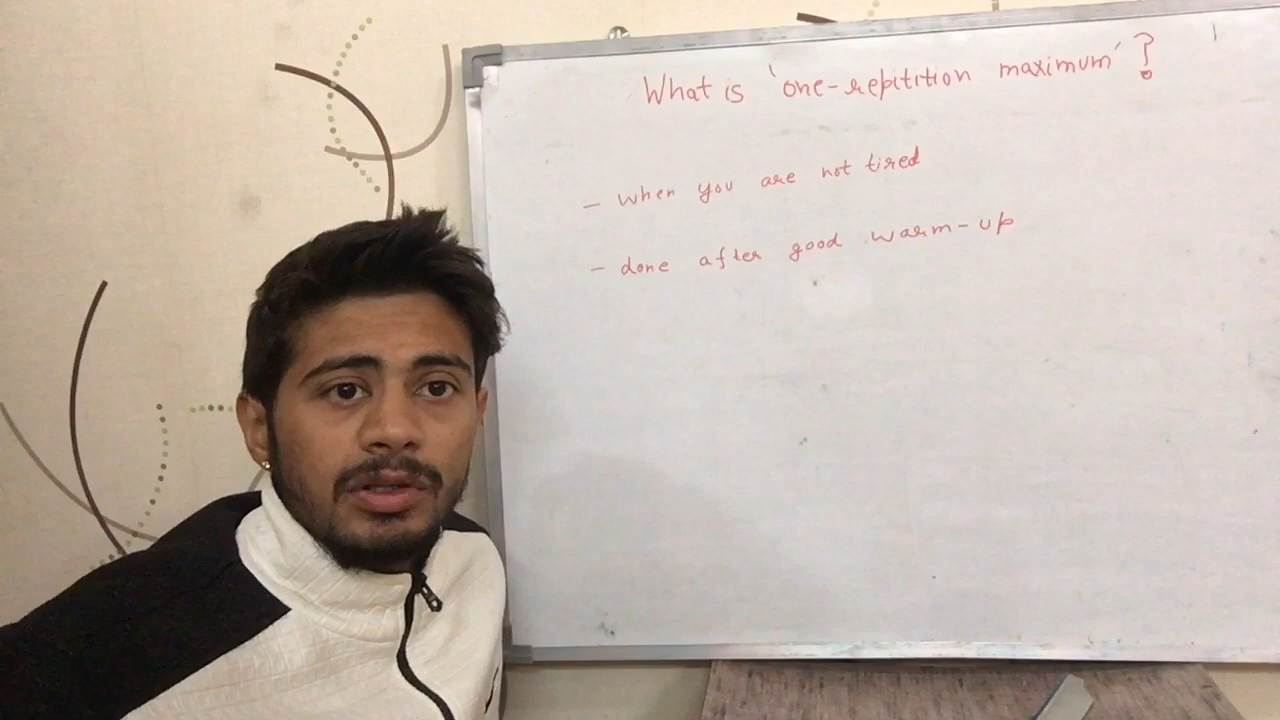 What is 'one-repitition maximum' ?
- when you are not tired
- done after good warm-up